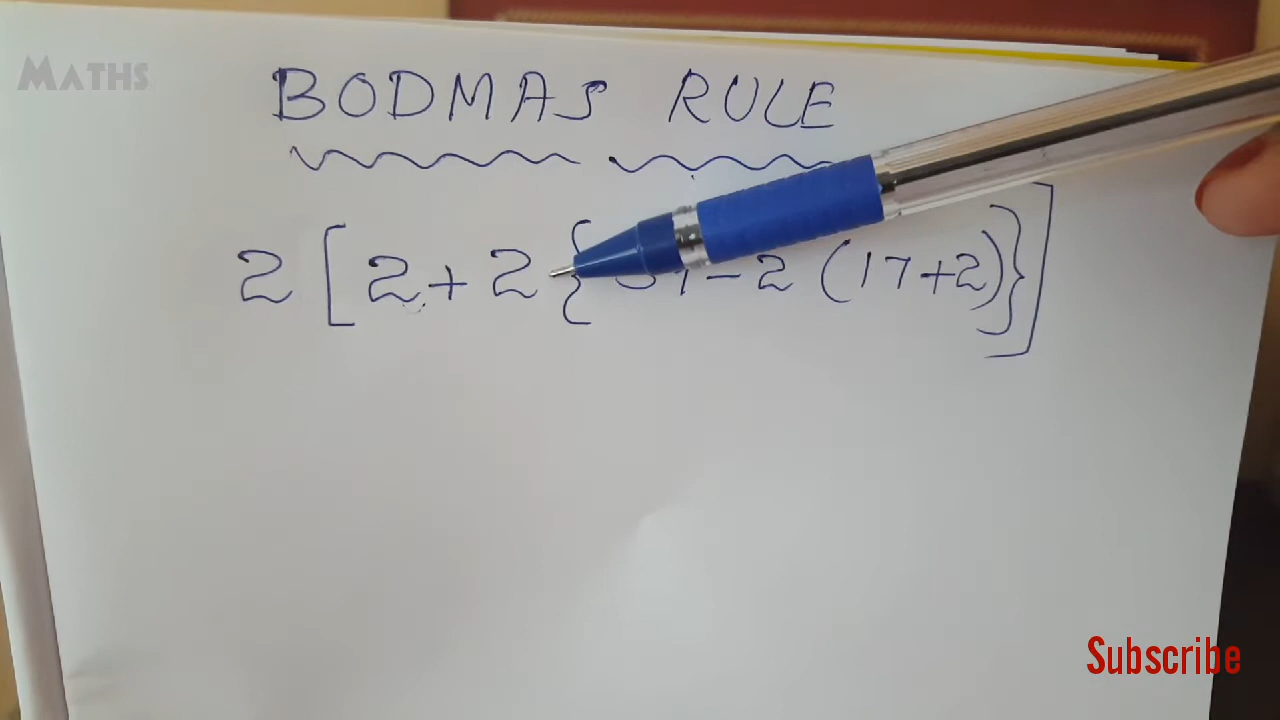 MATHS
BODMAS RULE
2 [ 2 + 2 { - 2 ( 17 + 2 ) } ]
Subscribe